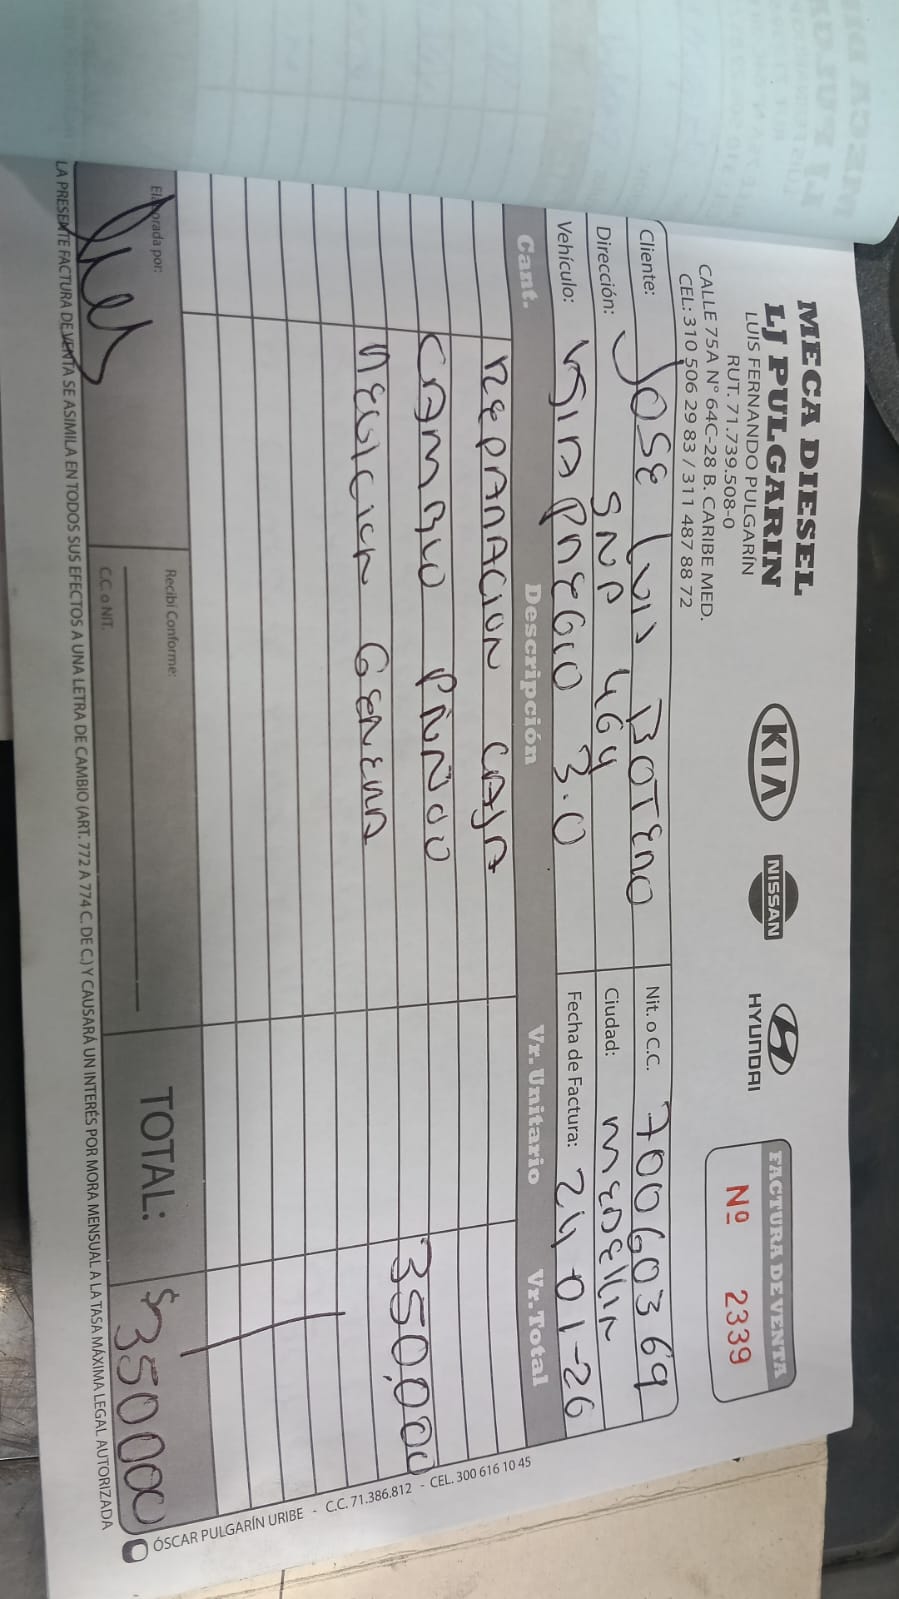 MECA DIESEL
LJ PULGARIN
LUIS FERNANDO PULGARÍN
RUT. 71.739.508-0
CALLE 75A N° 64C-28 B. CARIBE MED.
CEL: 310 506 29 83 / 311 487 88 72
KIA
NISSAN
HYUNDAI
FACTURA DE VENTA
Nº 2339
Cliente: JOSE LUIS BOTERO Nit. o C.C. 70060369
Dirección: SNP 464 Ciudad: MEDELLIN
Vehículo: PREGIO 3.0 Fecha de Factura: 24 01-26
Cant. Descripción Vr. Unitario Vr. Total
REPARACION CAJA
CAMBIO PIÑÓN 350,000
GENERAL
Elaborada por:
Recibí Conforme:
C.C. o NIT.
TOTAL: $350000
LA PRESENTE FACTURA DE VENTA SE ASIMILA EN TODOS SUS EFECTOS A UNA LETRA DE CAMBIO (ART. 772 A 774 C. DE C.) Y CAUSARÁ UN INTERÉS POR MORA MENSUAL A LA TASA MÁXIMA LEGAL AUTORIZADA
ÓSCAR PULGARÍN URIBE - C.C. 71.386.812 - CEL. 300 616 10 45